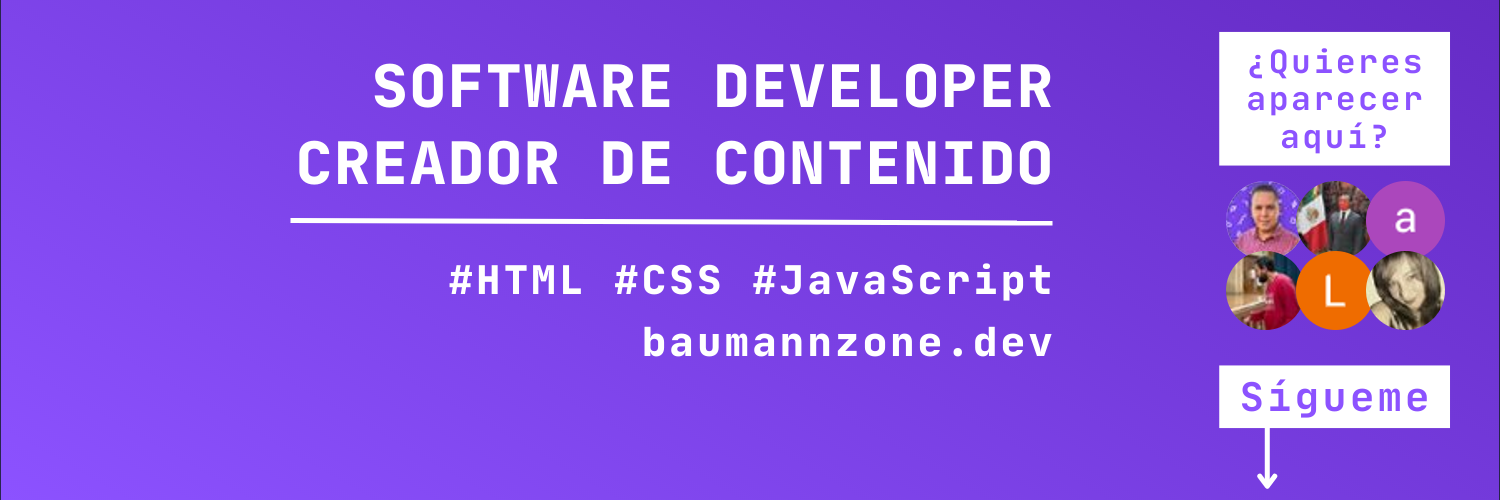 SOFTWARE DEVELOPER
CREADOR DE CONTENIDO
#HTML #CSS #JavaScript
baumannzone.dev
¿Quieres
aparecer
aquí?
a
L
Sígueme